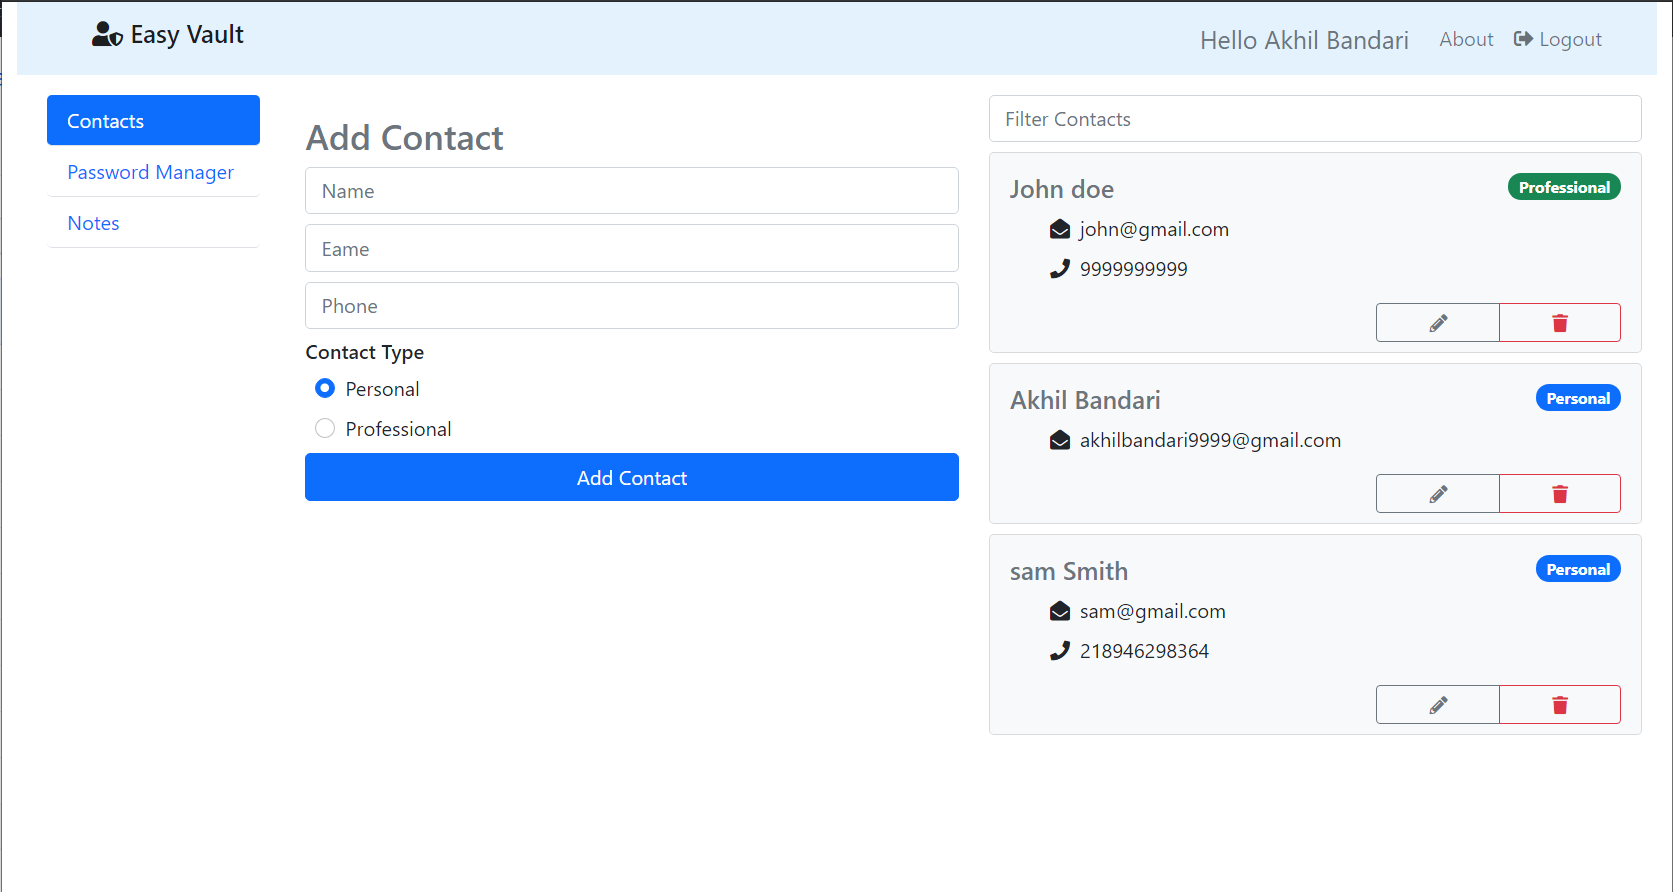 Easy Vault
Hello Akhil Bandari About Logout
Contacts
Password Manager
Notes
Add Contact
Name
Eame
Phone
Contact Type
Personal
Professional
Add Contact
Filter Contacts
John doe Professional
john@gmail.com
9999999999
Akhil Bandari Personal
akhilbandari9999@gmail.com
sam Smith Personal
sam@gmail.com
218946298364